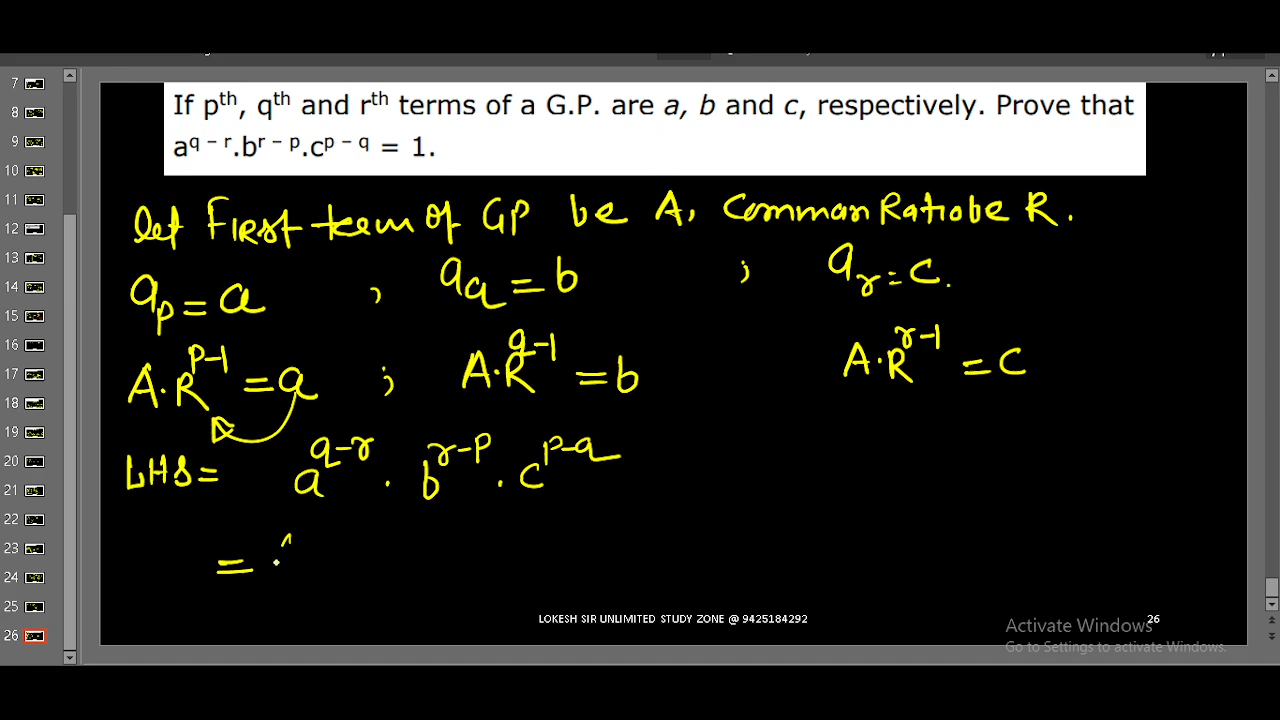 7
8
9
10
11
12
13
14
15
16
17
18
19
20
21
22
23
24
25
26
If pth, qth and rth terms of a G.P. are a, b and c, respectively. Prove that
aq – r.br – p.cp – q = 1.
let First term of GP be A, Comman Ratio be R.
ap = a , aq = b ; ar = c.
A·R^p-1 = a ; A·R^q-1 = b A·R^r-1 = c
LHS = a^q-r . b^r-p . c^p-q
=
LOKESH SIR UNLIMITED STUDY ZONE @ 9425184292
26
Activate Windows
Go to Settings to activate Windows.